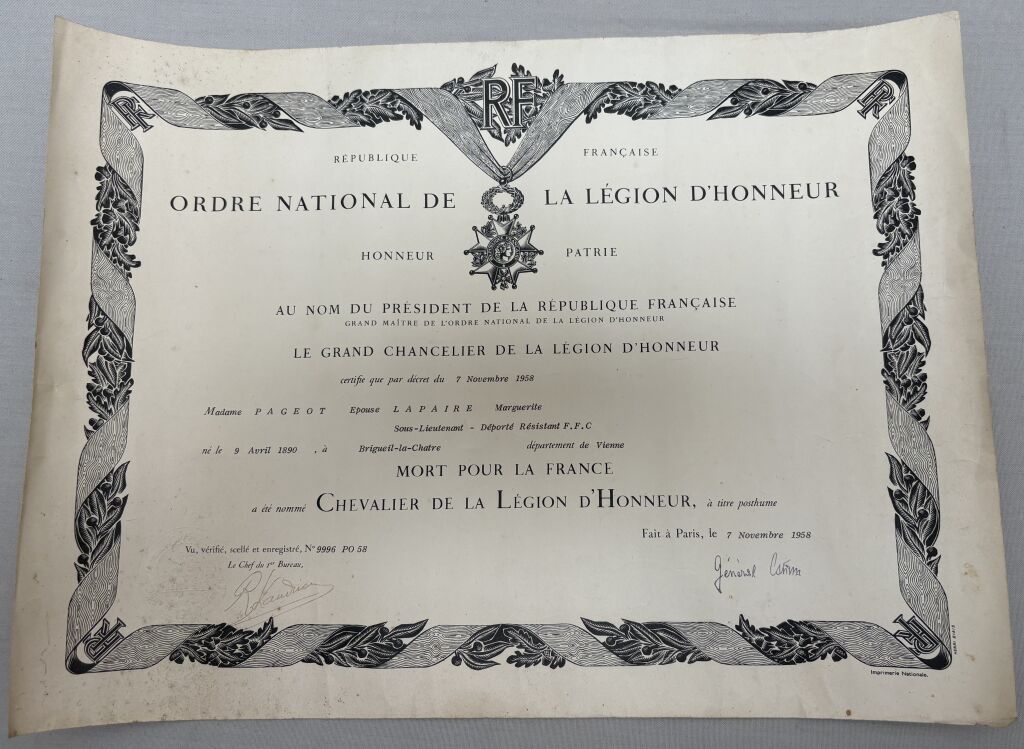 RF
RF
RF
RÉPUBLIQUE FRANÇAISE
ORDRE NATIONAL DE LA LÉGION D'HONNEUR
HONNEUR PATRIE
AU NOM DU PRÉSIDENT DE LA RÉPUBLIQUE FRANÇAISE
GRAND MAÎTRE DE L'ORDRE NATIONAL DE LA LÉGION D'HONNEUR
LE GRAND CHANCELIER DE LA LÉGION D'HONNEUR
certifie que par décret du 7 Novembre 1958
Madame PAGEOT Epouse LAPAIRE Marguerite
Sous-Lieutenant - Déporté Résistant F.F.C
né le 9 Avril 1890 , à Brigueil-la-Chatre département de Vienne
MORT POUR LA FRANCE
a été nommé CHEVALIER DE LA LÉGION D'HONNEUR, à titre posthume
Fait à Paris, le 7 Novembre 1958
Vu, vérifié, scellé et enregistré, N° 9996 PO 58
Le Chef du 1er Bureau,
Général
RF
RF
Imprimerie Nationale.